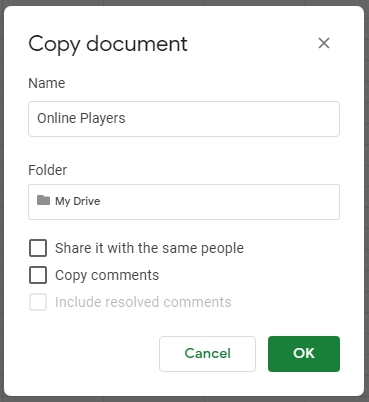 Copy document
Name
Online Players
Folder
My Drive
Share it with the same people
Copy comments
Include resolved comments
Cancel OK